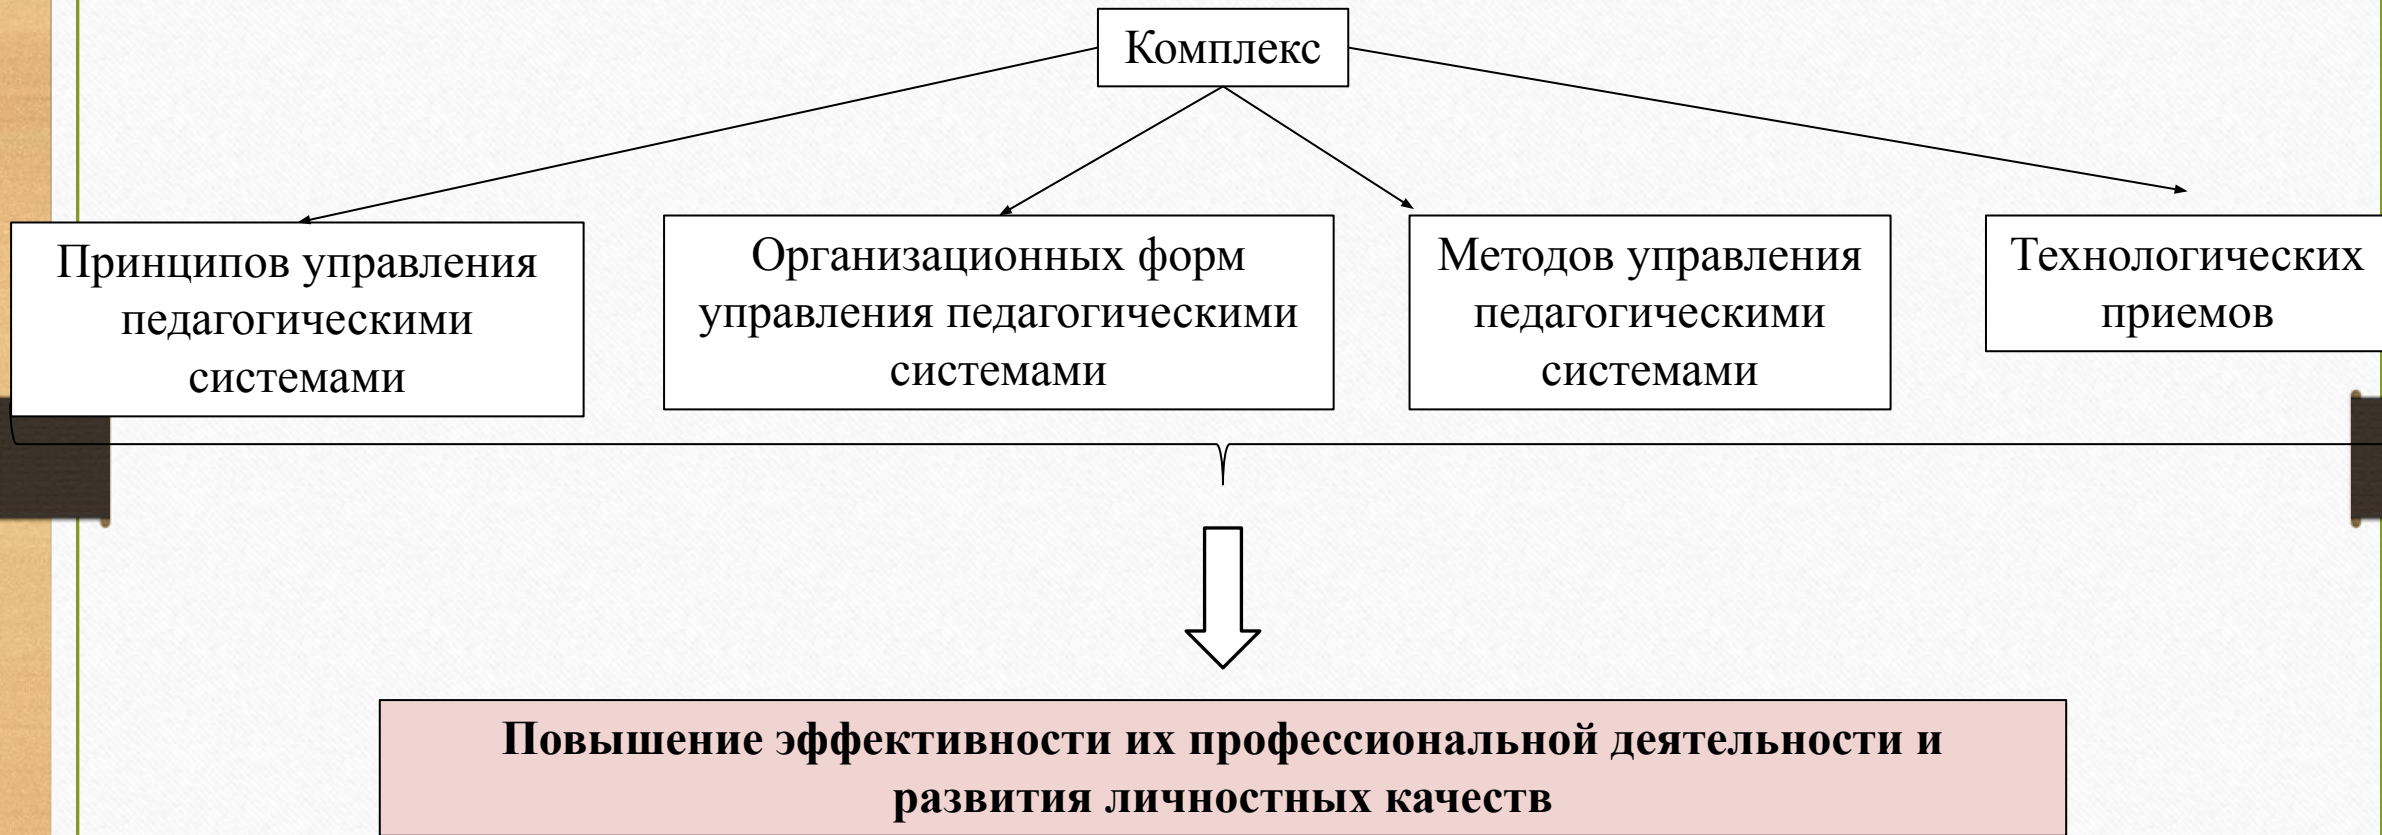 Комплекс
Принципов управления
педагогическими
системами
Организационных форм
управления педагогическими
системами
Методов управления
педагогическими
системами
Технологических
приемов
Повышение эффективности их профессиональной деятельности и
развития личностных качеств